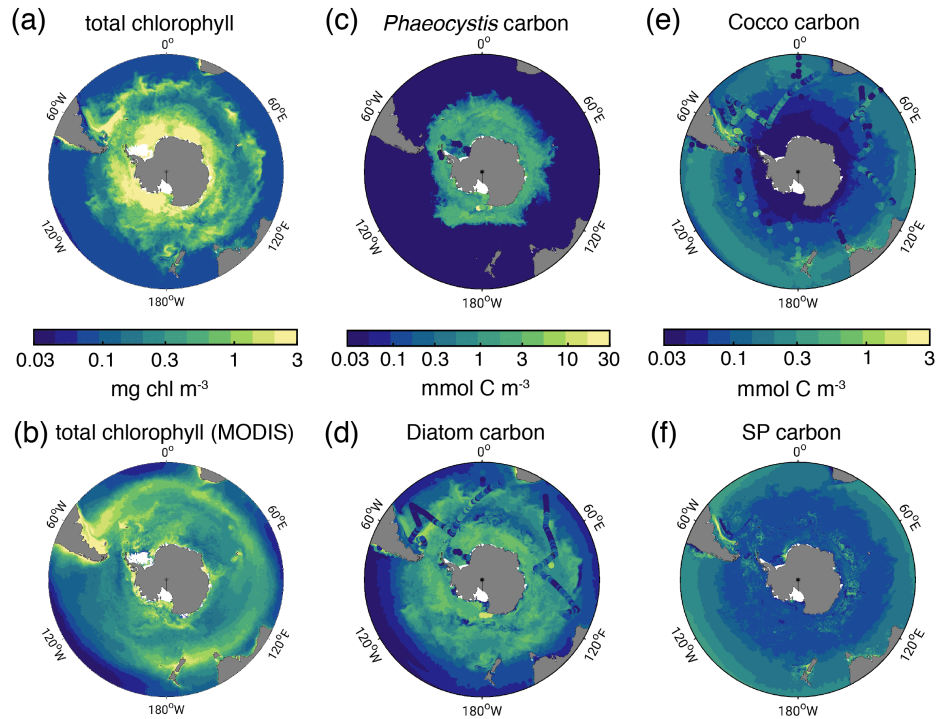 (a) total chlorophyll
0°
60°W
60°E
120°W
120°E
180°W
(c) Phaeocystis carbon
0°
60°W
60°E
120°W
120°E
180°W
(e) Cocco carbon
0°
60°W
60°E
120°W
120°E
180°W
0.03 0.1 0.3 1 3
mg chl m-3
0.03 0.1 0.3 1 3 10 30
mmol C m-3
0.03 0.1 0.3 1 3
mmol C m-3
(b) total chlorophyll (MODIS)
0°
60°W
60°E
120°W
120°E
180°W
(d) Diatom carbon
0°
60°W
60°E
120°W
120°E
180°W
(f) SP carbon
0°
60°W
60°E
120°W
120°E
180°W